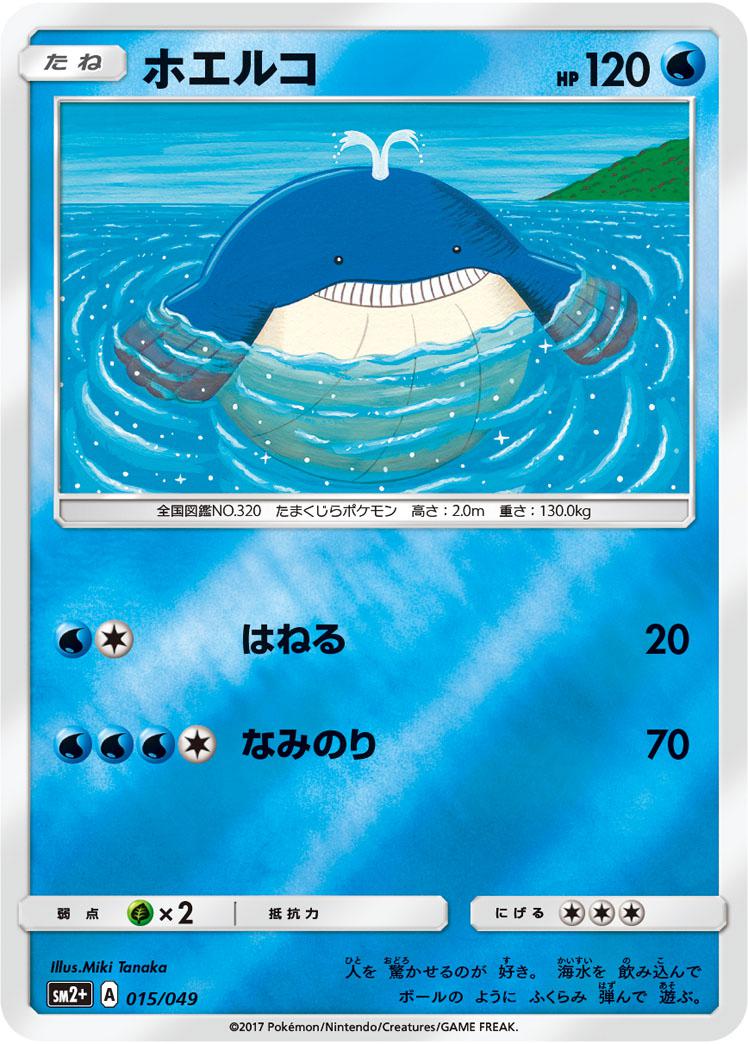 たね ホエルコ HP 120
全国図鑑NO.320 たまくじらポケモン 高さ：2.0m 重さ：130.0kg
はねる 20
なみのり 70
弱点 ×2 抵抗力 にげる
Illus.Miki Tanaka
人を 驚かせるのが 好き。 海水を 飲み込んで
ボールの ように ふくらみ 弾んで 遊ぶ。
SM2+ A 015/049
©2017 Pokémon/Nintendo/Creatures/GAME FREAK.